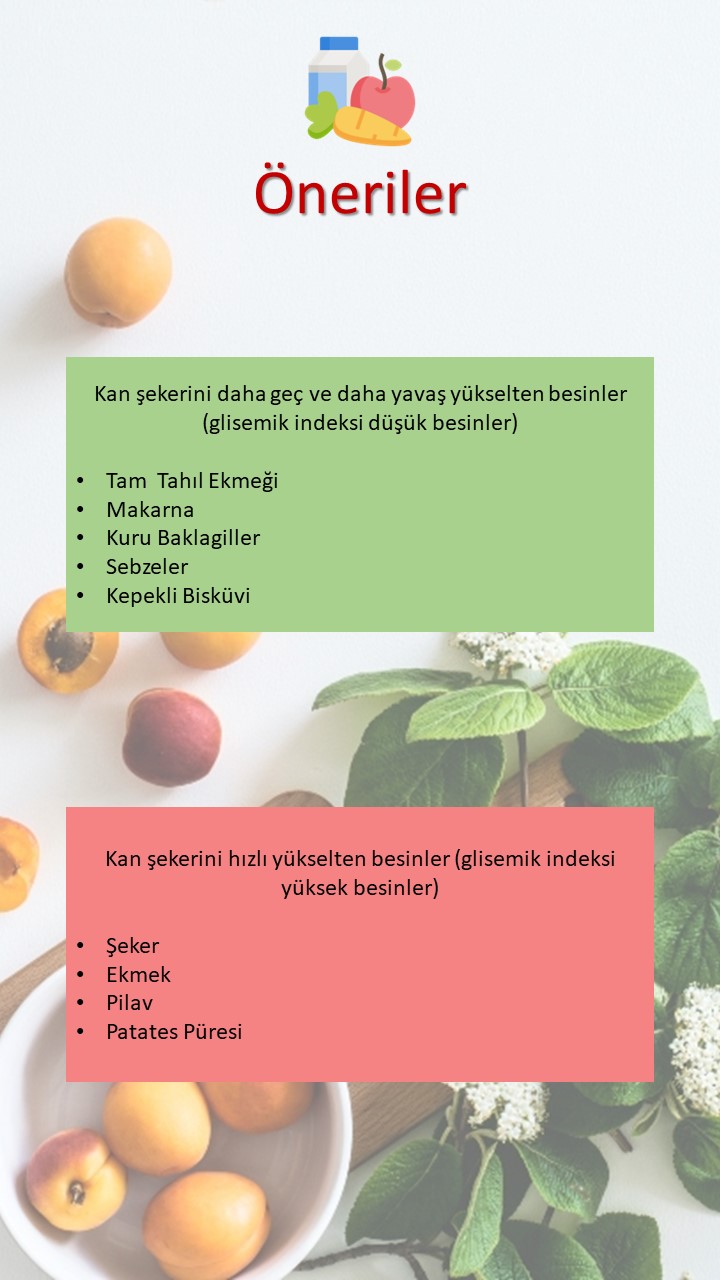 Öneriler
Kan şekerini daha geç ve daha yavaş yükselten besinler
(glisemik indeksi düşük besinler)
• Tam Tahıl Ekmeği
• Makarna
• Kuru Baklagiller
• Sebzeler
• Kepekli Bisküvi
Kan şekerini hızlı yükselten besinler (glisemik indeksi
yüksek besinler)
• Şeker
• Ekmek
• Pilav
• Patates Püresi